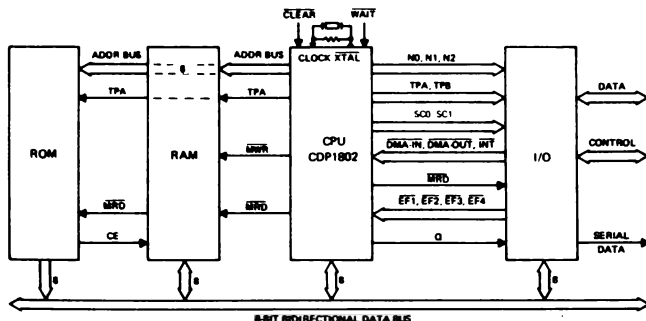 CLEAR WAIT
ADDR BUS ADDR BUS CLOCK XTAL N0, N1, N2
8
TPA TPA TPA, TPB DATA
SC0 SC1
ROM RAM MWR CPU CDP1802 DMA-IN, DMA-OUT, INT I/O CONTROL
MRD
MRD MRD EF1, EF2, EF3, EF4
CE Q SERIAL DATA
8 8 8 8
8-BIT BIDIRECTIONAL DATA BUS